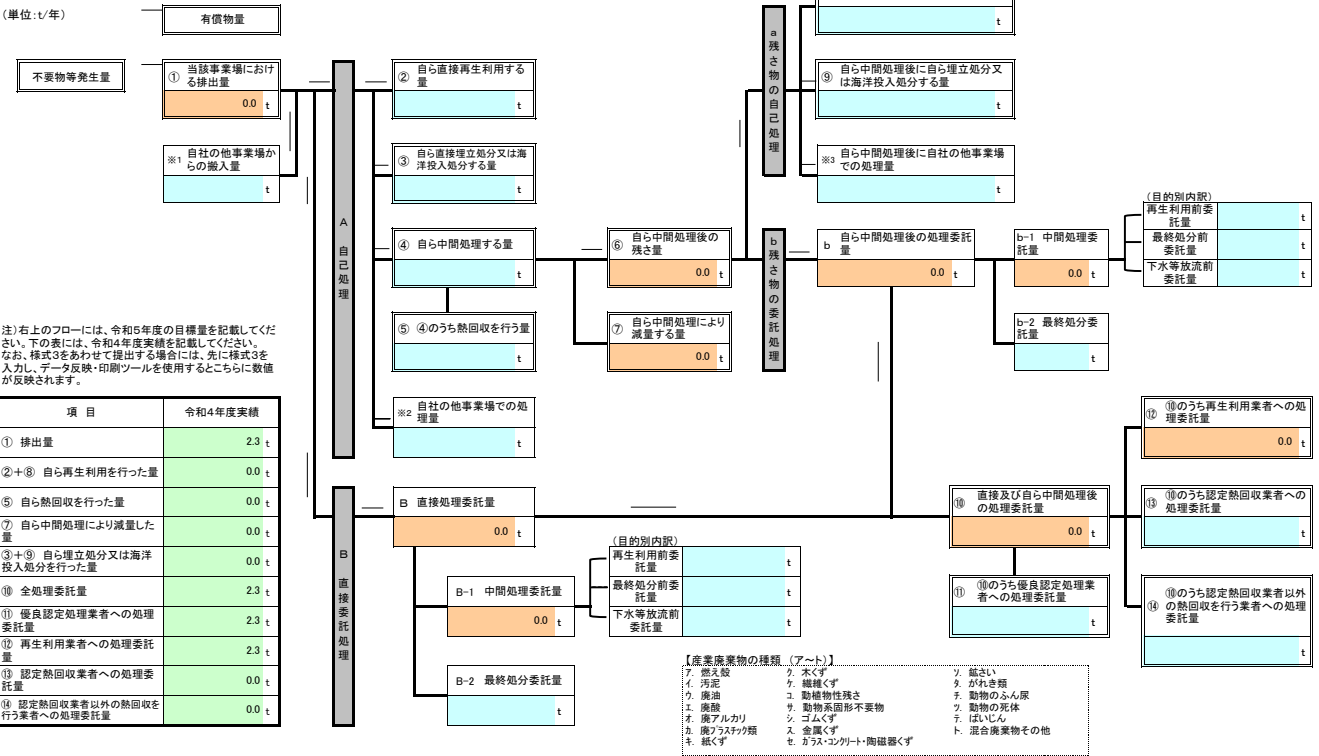 （単位：t/年）
有償物量
不要物等発生量
① 当該事業場におけ
る排出量
0.0 t
※1 自社の他事業場か
らの搬入量
t
A 自己処理
② 自ら直接再生利用する
量
t
③ 自ら直接埋立処分又は海
洋投入処分する量
t
④ 自ら中間処理する量
t
⑤ ④のうち熱回収を行う量
t
※2 自社の他事業場での処
理量
t
⑥ 自ら中間処理後の
残さ量
0.0 t
⑦ 自ら中間処理により
減量する量
0.0 t
a 残さ物の自己処理
t
⑨ 自ら中間処理後に自ら埋立処分又
は海洋投入処分する量
t
※3 自ら中間処理後に自社の他事業場
での処理量
t
b 残さ物の委託処理
b 自ら中間処理後の処理委託
量
0.0 t
b-1 中間処理委
託量
0.0 t
b-2 最終処分委
託量
t
（目的別内訳）
再生利用前委
託量
t
最終処分前
委託量
t
下水等放流前
委託量
t
注）右上のフローには、令和5年度の目標量を記載してくだ
さい。下の表には、令和4年度実績を記載してください。
なお、様式3をあわせて提出する場合には、先に様式3を
入力し、データ反映・印刷ツールを使用するとこちらに数値
が反映されます。
項 目 令和4年度実績
① 排出量 2.3 t
②＋⑧ 自ら再生利用を行った量 0.0 t
⑤ 自ら熱回収を行った量 0.0 t
⑦ 自ら中間処理により減量した
量 0.0 t
③＋⑨ 自ら埋立処分又は海洋
投入処分を行った量 0.0 t
⑩ 全処理委託量 2.3 t
⑪ 優良認定処理業者への処理
委託量 2.3 t
⑫ 再生利用業者への処理委託
量 2.3 t
⑬ 認定熱回収業者への処理委
託量 0.0 t
⑭ 認定熱回収業者以外の熱回収を
行う業者への処理委託量 0.0 t
B 直接委託処理
B 直接処理委託量
0.0 t
B-1 中間処理委託量
0.0 t
B-2 最終処分委託量
t
（目的別内訳）
再生利用前委
託量
t
最終処分前委
託量
t
下水等放流前
委託量
t
⑩ 直接及び自ら中間処理後
の処理委託量
0.0 t
⑪ ⑩のうち優良認定処理業
者への処理委託量
t
⑫ ⑩のうち再生利用業者への処
理委託量
0.0 t
⑬ ⑩のうち認定熱回収業者への
処理委託量
t
⑭ ⑩のうち認定熱回収業者以外
の熱回収を行う業者への処理
委託量
t
【産業廃棄物の種類 （ア～ト）】
ア. 燃え殻
イ. 汚泥
ウ. 廃油
エ. 廃酸
オ. 廃アルカリ
カ. 廃プラスチック類
キ. 紙くず
ク. 木くず
ケ. 繊維くず
コ. 動植物性残さ
サ. 動物系固形不要物
シ. ゴムくず
ス. 金属くず
セ. ガラス・コンクリート・陶磁器くず
ソ. 鉱さい
タ. がれき類
チ. 動物のふん尿
ツ. 動物の死体
テ. ばいじん
ト. 混合廃棄物その他